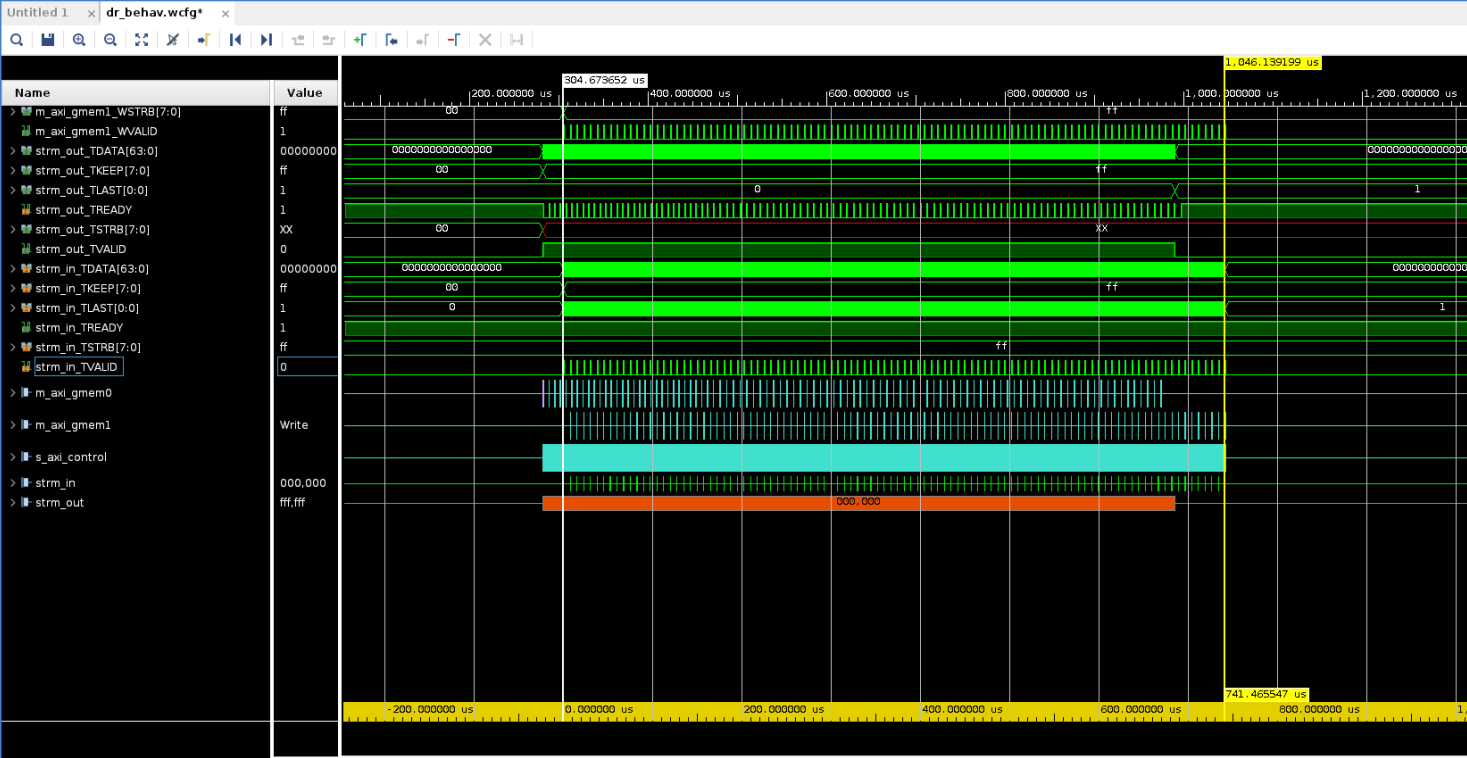 Untitled 1 × dr_behav.wcfg* ×
1,046.139199 us
304.673652 us
Name Value 200.000000 us 400.000000 us 600.000000 us 800.000000 us 1,000.000000 us 1,200.000000 us
m_axi_gmem1_WSTRB[7:0] ff 00 ff
m_axi_gmem1_WVALID 1
strm_out_TDATA[63:0] 00000000 0000000000000000 0000000000000000
strm_out_TKEEP[7:0] ff 00 ff
strm_out_TLAST[0:0] 1 0 1
strm_out_TREADY 1
strm_out_TSTRB[7:0] XX 00 XX
strm_out_TVALID 0
strm_in_TDATA[63:0] 00000000 0000000000000000 000000000000
strm_in_TKEEP[7:0] ff 00 ff
strm_in_TLAST[0:0] 1 0 1
strm_in_TREADY 1
strm_in_TSTRB[7:0] ff ff
strm_in_TVALID 0
m_axi_gmem0
m_axi_gmem1 Write
s_axi_control
strm_in 000,000
strm_out fff,fff 000,000
741.465547 us
-200.000000 us 0.000000 us 200.000000 us 400.000000 us 600.000000 us 800.000000 us 1,